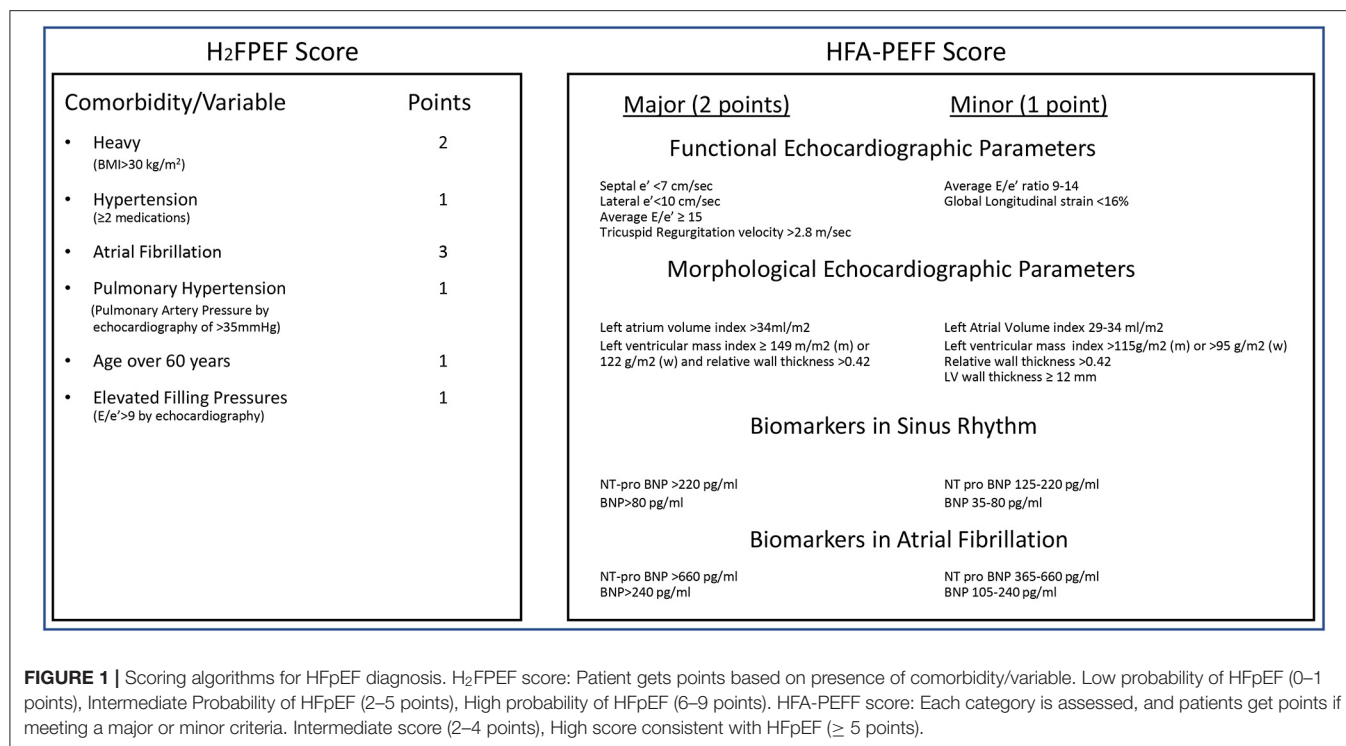 H2FPEF Score
Comorbidity/Variable Points
• Heavy 2
(BMI>30 kg/m²)
• Hypertension 1
(≥2 medications)
• Atrial Fibrillation 3
• Pulmonary Hypertension 1
(Pulmonary Artery Pressure by
echocardiography of >35mmHg)
• Age over 60 years 1
• Elevated Filling Pressures 1
(E/e'>9 by echocardiography)
HFA-PEFF Score
Major (2 points) Minor (1 point)
Functional Echocardiographic Parameters
Septal e' <7 cm/sec Average E/e' ratio 9-14
Lateral e'<10 cm/sec Global Longitudinal strain <16%
Average E/e' ≥ 15
Tricuspid Regurgitation velocity >2.8 m/sec
Morphological Echocardiographic Parameters
Left atrium volume index >34ml/m2 Left Atrial Volume index 29-34 ml/m2
Left ventricular mass index ≥ 149 m/m2 (m) or Left ventricular mass index >115g/m2 (m) or >95 g/m2 (w)
122 g/m2 (w) and relative wall thickness >0.42 Relative wall thickness >0.42
LV wall thickness ≥ 12 mm
Biomarkers in Sinus Rhythm
NT-pro BNP >220 pg/ml NT pro BNP 125-220 pg/ml
BNP>80 pg/ml BNP 35-80 pg/ml
Biomarkers in Atrial Fibrillation
NT-pro BNP >660 pg/ml NT pro BNP 365-660 pg/ml
BNP>240 pg/ml BNP 105-240 pg/ml
FIGURE 1 | Scoring algorithms for HFpEF diagnosis. H2FPEF score: Patient gets points based on presence of comorbidity/variable. Low probability of HFpEF (0–1
points), Intermediate Probability of HFpEF (2–5 points), High probability of HFpEF (6–9 points). HFA-PEFF score: Each category is assessed, and patients get points if
meeting a major or minor criteria. Intermediate score (2–4 points), High score consistent with HFpEF (≥ 5 points).